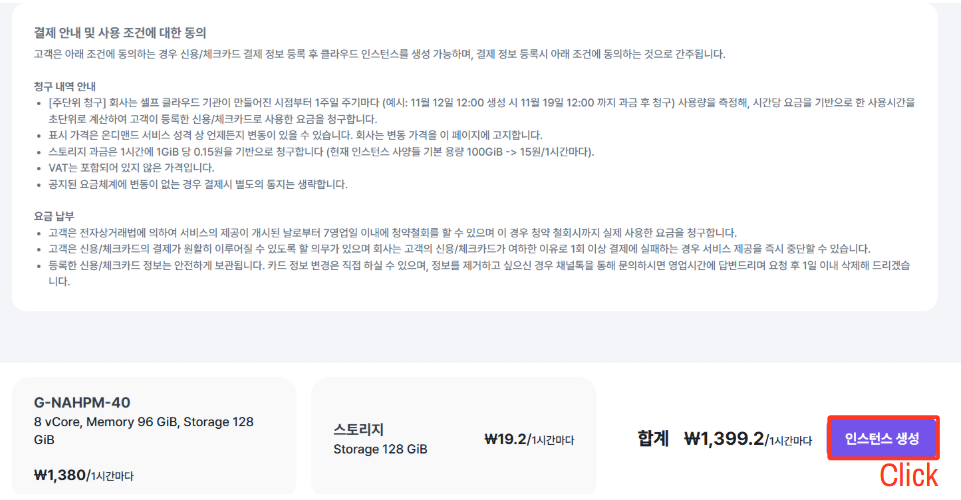 결제 안내 및 사용 조건에 대한 동의
고객은 아래 조건에 동의하는 경우 신용/체크카드 결제 정보 등록 후 클라우드 인스턴스를 생성 가능하며, 결제 정보 등록시 아래 조건에 동의하는 것으로 간주됩니다.
청구 내역 안내
• [주단위 청구] 회사는 셀프 클라우드 기관이 만들어진 시점부터 1주일 주기마다 (예시: 11월 12일 12:00 생성 시 11월 19일 12:00 까지 과금 후 청구) 사용량을 측정해, 시간당 요금을 기반으로 한 사용시간을
초단위로 계산하여 고객이 등록한 신용/체크카드로 사용한 요금을 청구합니다.
• 표시 가격은 온디맨드 서비스 성격 상 언제든지 변동이 있을 수 있습니다. 회사는 변동 가격을 이 페이지에 고지합니다.
• 스토리지 과금은 1시간에 1GiB 당 0.15원을 기반으로 청구합니다 (현재 인스턴스 사양들 기본 용량 100GiB -> 15원/1시간마다).
• VAT는 포함되어 있지 않은 가격입니다.
• 공지된 요금체계에 변동이 없는 경우 결제시 별도의 통지는 생략합니다.
요금 납부
• 고객은 전자상거래법에 의하여 서비스의 제공이 개시된 날로부터 7영업일 이내에 청약철회를 할 수 있으며 이 경우 청약 철회시까지 실제 사용한 요금을 청구합니다.
• 고객은 신용/체크카드의 결제가 원활히 이루어질 수 있도록 할 의무가 있으며 회사는 고객의 신용/체크카드가 여하한 이유로 1회 이상 결제에 실패하는 경우 서비스 제공을 즉시 중단할 수 있습니다.
• 등록한 신용/체크카드 정보는 안전하게 보관됩니다. 카드 정보 변경은 직접 하실 수 있으며, 정보를 제거하고 싶으신 경우 채널톡을 통해 문의하시면 영업시간에 답변드리며 요청 후 1일 이내 삭제해 드리겠습
니다.
G-NAHPM-40
8 vCore, Memory 96 GiB, Storage 128
GiB
₩1,380/1시간마다
스토리지
Storage 128 GiB
₩19.2/1시간마다
합계 ₩1,399.2/1시간마다
인스턴스 생성
Click